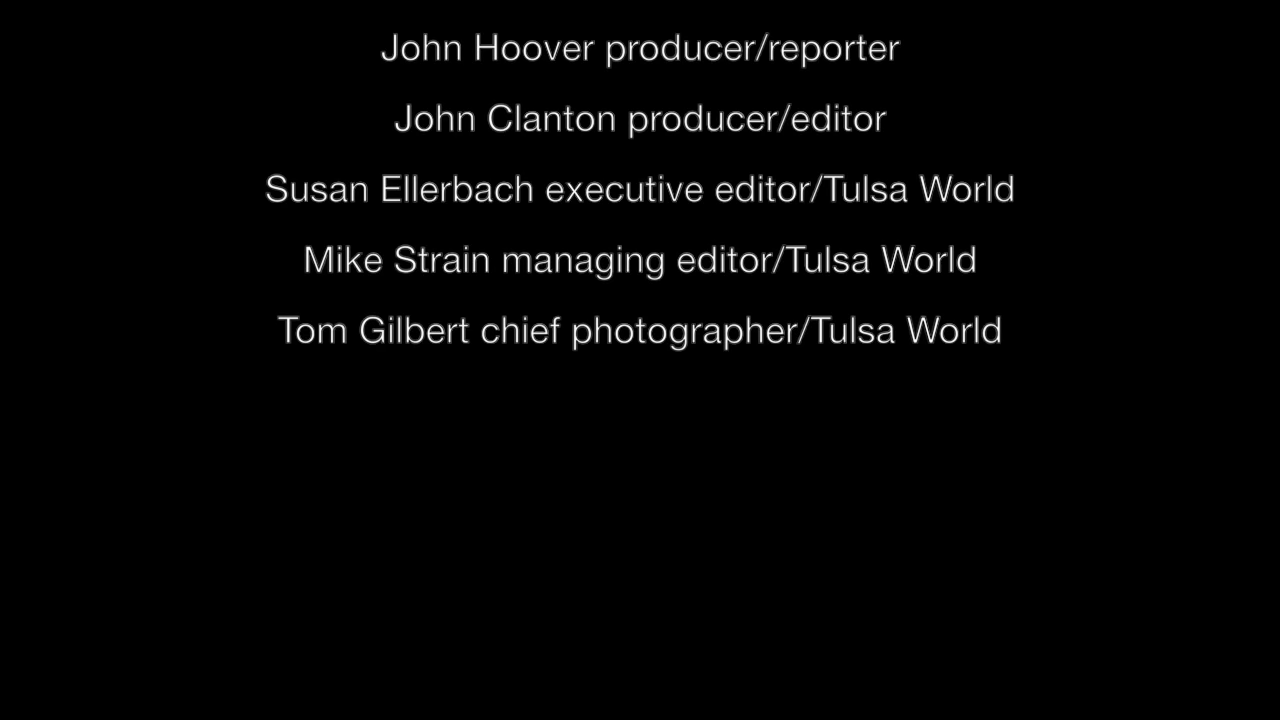 John Hoover producer/reporter
John Clanton producer/editor
Susan Ellerbach executive editor/Tulsa World
Mike Strain managing editor/Tulsa World
Tom Gilbert chief photographer/Tulsa World